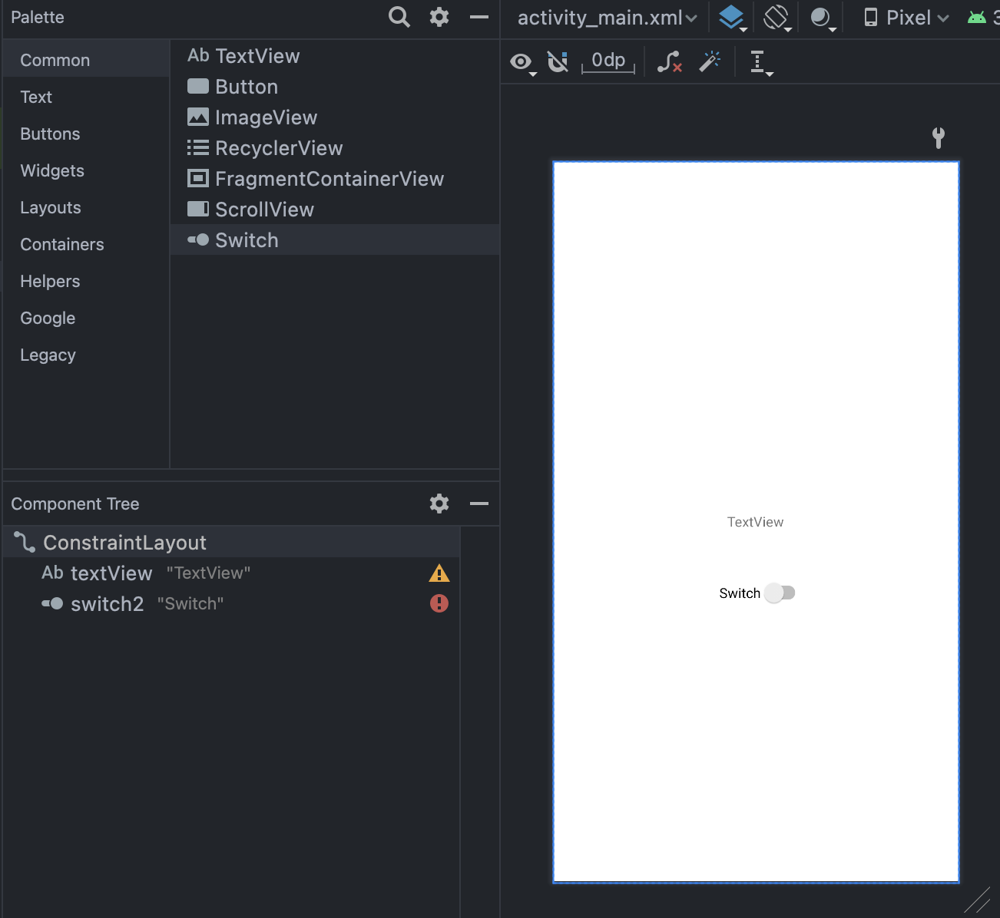 Palette
Common
Text
Buttons
Widgets
Layouts
Containers
Helpers
Google
Legacy
Ab TextView
Button
ImageView
RecyclerView
FragmentContainerView
ScrollView
Switch
Component Tree
ConstraintLayout
Ab textView "TextView"
switch2 "Switch"
activity_main.xml
Pixel
3
0dp
TextView
Switch